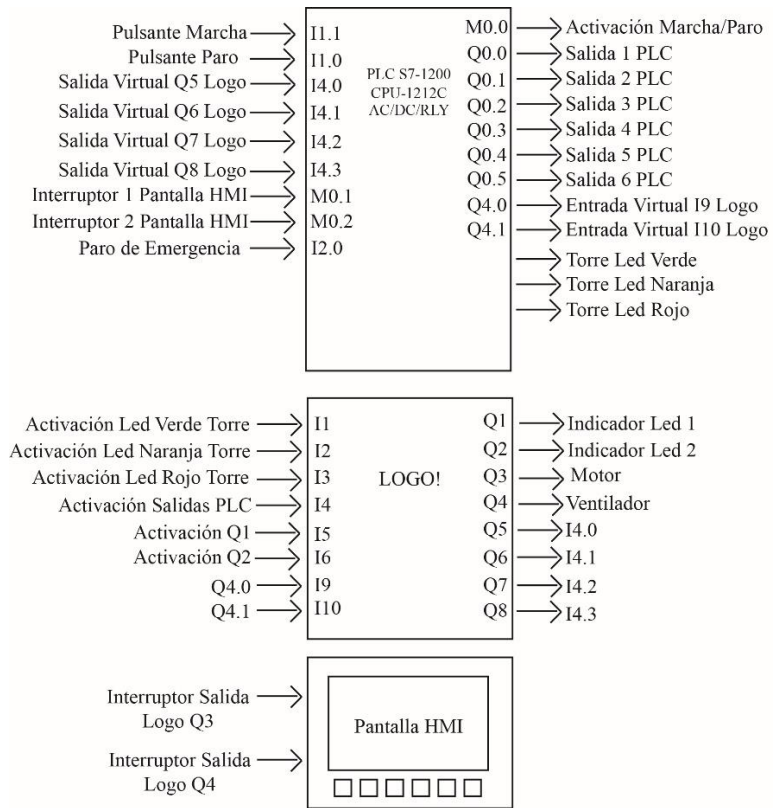 Pulsante Marcha
Pulsante Paro
Salida Virtual Q5 Logo
Salida Virtual Q6 Logo
Salida Virtual Q7 Logo
Salida Virtual Q8 Logo
Interruptor 1 Pantalla HMI
Interruptor 2 Pantalla HMI
Paro de Emergencia
I1.1
I1.0
I4.0
I4.1
I4.2
I4.3
M0.1
M0.2
I2.0
PLC S7-1200
CPU-1212C
AC/DC/RLY
M0.0
Q0.0
Q0.1
Q0.2
Q0.3
Q0.4
Q0.5
Q4.0
Q4.1
Activación Marcha/Paro
Salida 1 PLC
Salida 2 PLC
Salida 3 PLC
Salida 4 PLC
Salida 5 PLC
Salida 6 PLC
Entrada Virtual I9 Logo
Entrada Virtual I10 Logo
Torre Led Verde
Torre Led Naranja
Torre Led Rojo
Activación Led Verde Torre
Activación Led Naranja Torre
Activación Led Rojo Torre
Activación Salidas PLC
Activación Q1
Activación Q2
Q4.0
Q4.1
I1
I2
I3
I4
I5
I6
I9
I10
LOGO!
Q1
Q2
Q3
Q4
Q5
Q6
Q7
Q8
Indicador Led 1
Indicador Led 2
Motor
Ventilador
I4.0
I4.1
I4.2
I4.3
Interruptor Salida
Logo Q3
Interruptor Salida
Logo Q4
Pantalla HMI